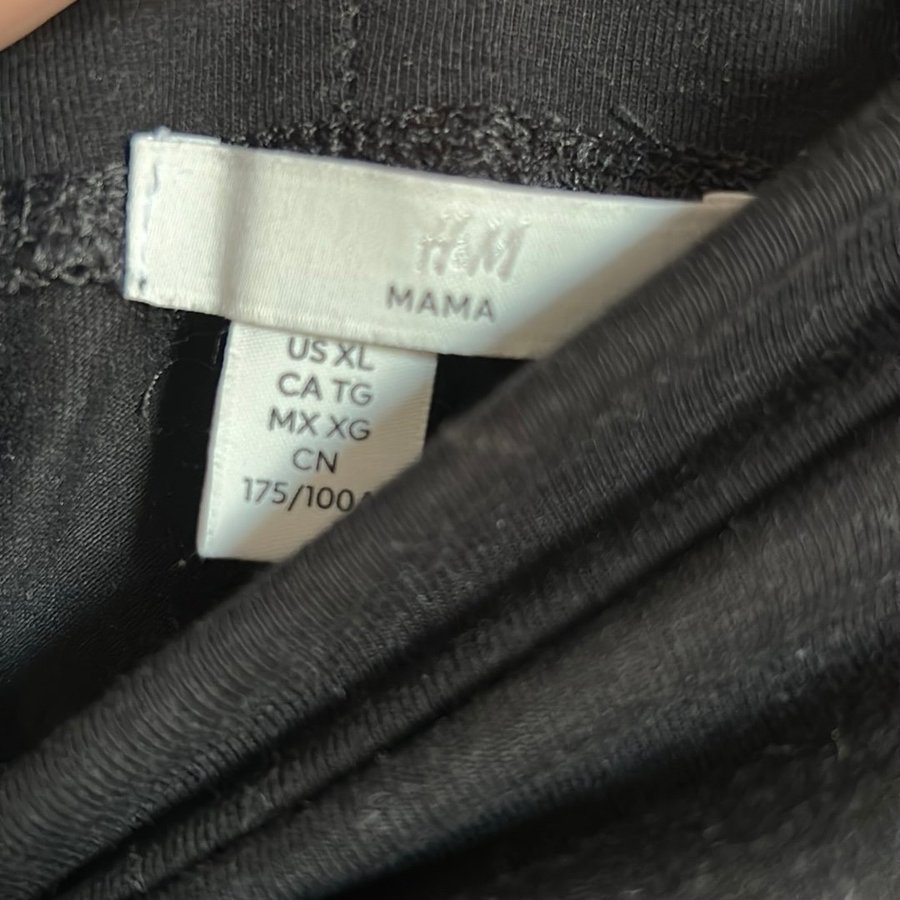 H&M
MAMA
US XL
CA TG
MX XG
CN
175/100A